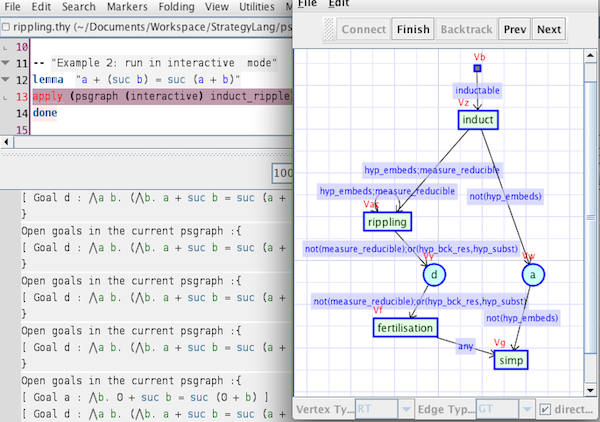 File Edit Search Markers Folding View Utilities M
rippling.thy (~/Documents/Workspace/StrategyLang/ps
10
11 -- "Example 2: run in interactive mode"
12 lemma "a + (suc b) = suc (a + b)"
13 apply (psgraph (interactive) induct_ripple
14 done
15
100
[ Goal d : ⋀a b. (⋀b. a + suc b = suc (a +
}
Open goals in the current psgraph :{
[ Goal d : ⋀a b. (⋀b. a + suc b = suc (a +
}
Open goals in the current psgraph :{
[ Goal d : ⋀a b. (⋀b. a + suc b = suc (a +
}
Open goals in the current psgraph :{
[ Goal d : ⋀a b. (⋀b. a + suc b = suc (a +
}
Open goals in the current psgraph :{
[ Goal a : ⋀b. 0 + suc b = suc (0 + b) ]
[ Goal d : ⋀a b. (⋀b. a + suc b = suc (a +
File Edit
Connect Finish Backtrack Prev Next
Vb
inductable
Vz
induct
hyp_embeds;measure_reducible
hyp_embeds;measure_reducible
not(hyp_embeds)
rippling
not(measure_reducible);or(hyp_bck_res,hyp_subst)
d
a
not(measure_reducible);or(hyp_bck_res,hyp_subst)
Vf
not(hyp_embeds)
fertilisation
any
Vg
simp
Vertex Ty... RT Edge Typ... GT direct...